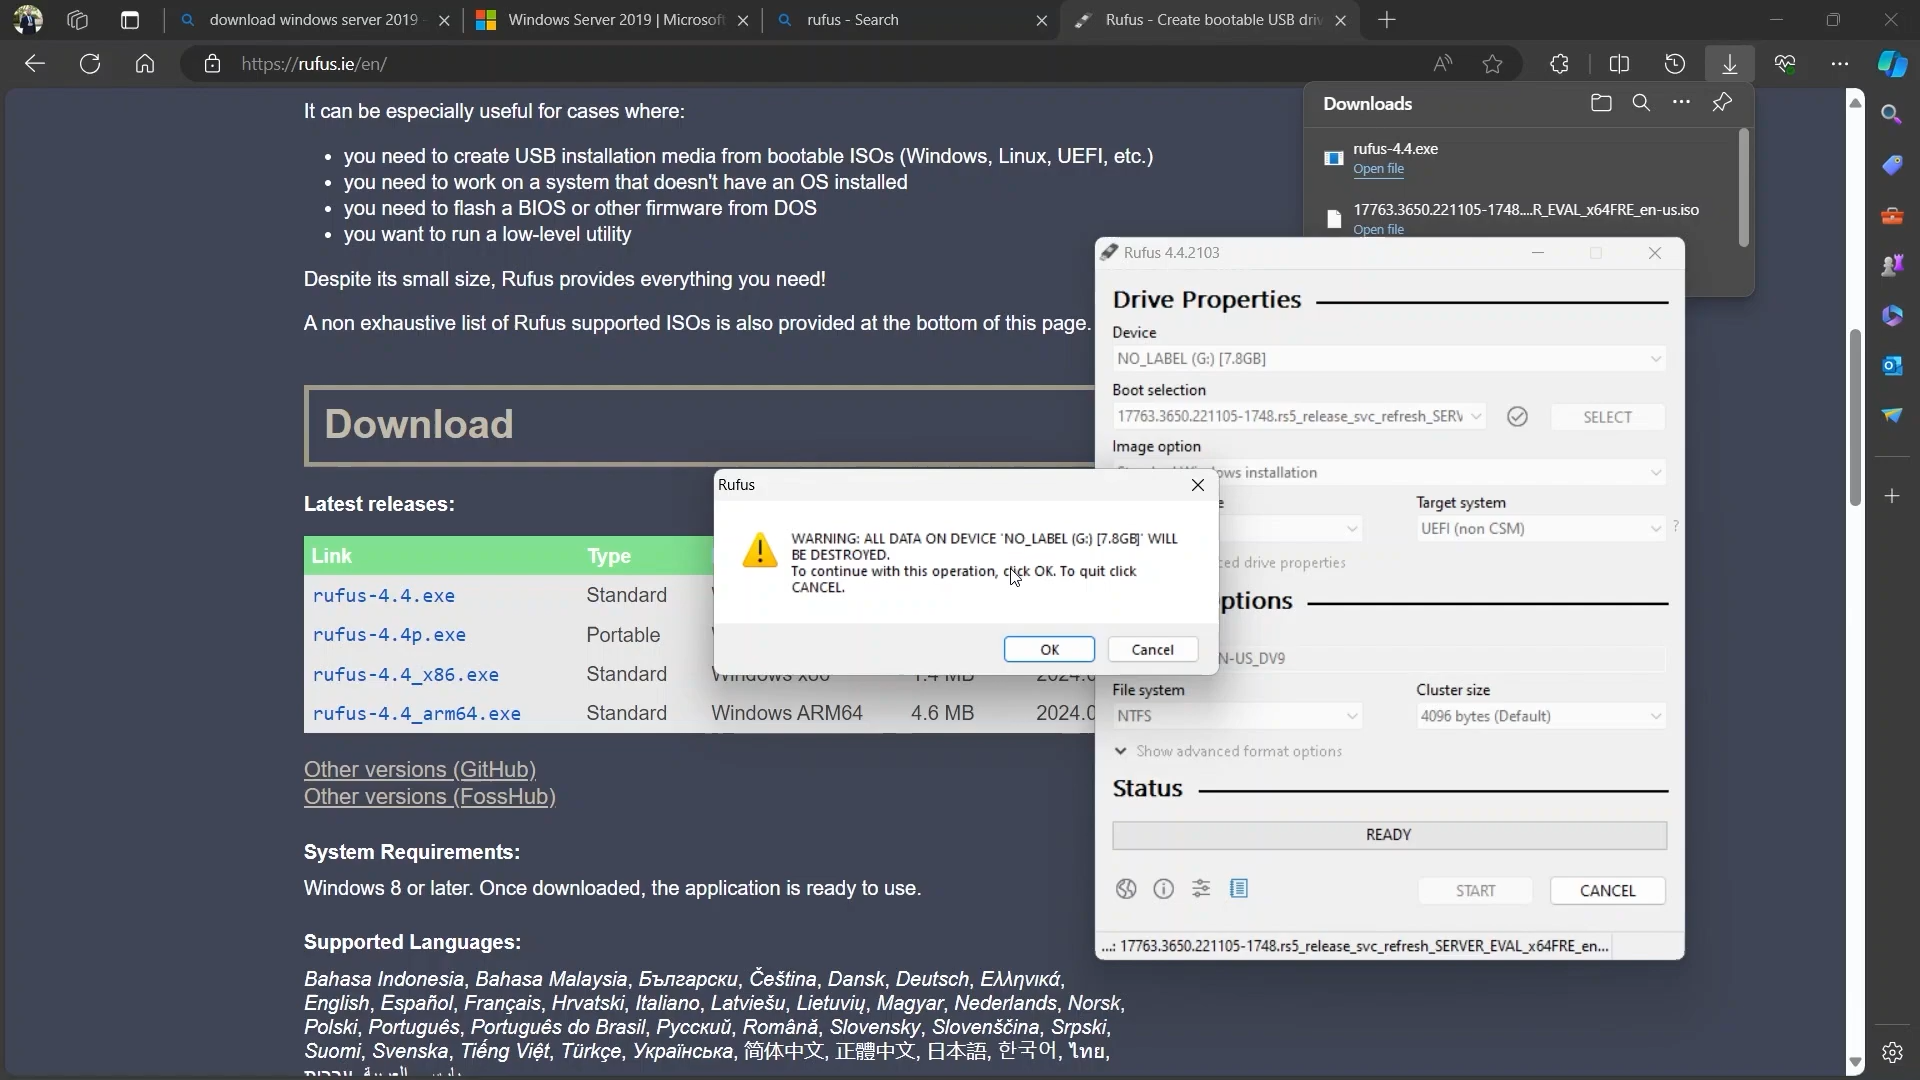 download windows server 2019 -
Windows Server 2019 | Microsoft
rufus - Search
Rufus - Create bootable USB driv
https://rufus.ie/en/
It can be especially useful for cases where:
• you need to create USB installation media from bootable ISOs (Windows, Linux, UEFI, etc.)
• you need to work on a system that doesn't have an OS installed
• you need to flash a BIOS or other firmware from DOS
• you want to run a low-level utility
Despite its small size, Rufus provides everything you need!
A non exhaustive list of Rufus supported ISOs is also provided at the bottom of this page.
Download
Latest releases:
Link Type
rufus-4.4.exe Standard
rufus-4.4p.exe Portable
rufus-4.4_x86.exe Standard Windows x86 1.4 MB 2024.0
rufus-4.4_arm64.exe Standard Windows ARM64 4.6 MB 2024.0
Other versions (GitHub)
Other versions (FossHub)
System Requirements:
Windows 8 or later. Once downloaded, the application is ready to use.
Supported Languages:
Bahasa Indonesia, Bahasa Malaysia, Български, Čeština, Dansk, Deutsch, Ελληνικά,
English, Español, Français, Hrvatski, Italiano, Latviešu, Lietuvių, Magyar, Nederlands, Norsk,
Polski, Português, Português do Brasil, Русский, Română, Slovensky, Slovenščina, Srpski,
Suomi, Svenska, Tiếng Việt, Türkçe, Українська, 简体中文, 正體中文, 日本語, 한국어, ไทย,
Downloads
rufus-4.4.exe
Open file
17763.3650.221105-1748....R_EVAL_x64FRE_en-us.iso
Open file
Rufus 4.4.2103
Drive Properties
Device
NO_LABEL (G:) [7.8GB]
Boot selection
17763.3650.221105-1748.rs5_release_svc_refresh_SERV
SELECT
Image option
Standard Windows installation
Target system
UEFI (non CSM)
?
ed drive properties
ptions
N-US_DV9
File system
NTFS
Cluster size
4096 bytes (Default)
Show advanced format options
Status
READY
START
CANCEL
...: 17763.3650.221105-1748.rs5_release_svc_refresh_SERVER_EVAL_x64FRE_en...
Rufus
WARNING: ALL DATA ON DEVICE 'NO_LABEL (G:) [7.8GB]' WILL
BE DESTROYED.
To continue with this operation, click OK. To quit click
CANCEL.
OK
Cancel